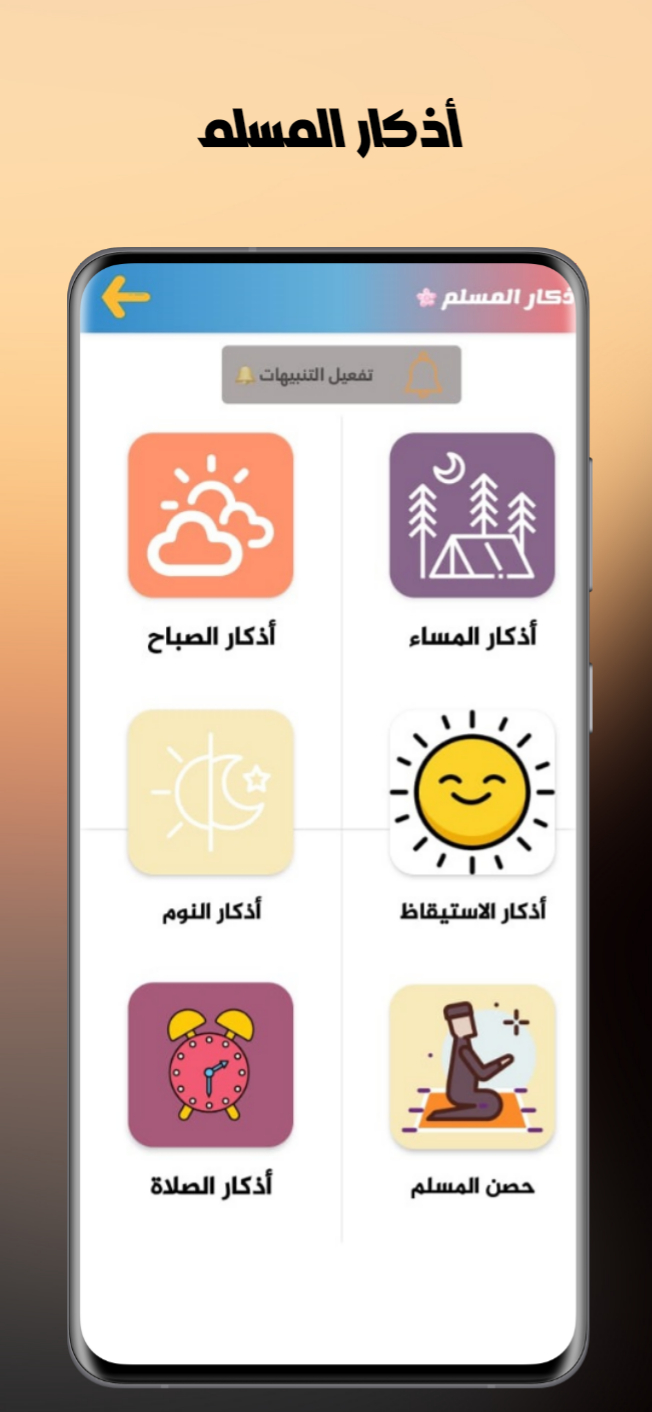 أذكار المسلم
ذكار المسلم 🌸
تفعيل التنبيهات 🔔
أذكار المساء
أذكار الصباح
أذكار الاستيقاظ
أذكار النوم
حصن المسلم
أذكار الصلاة